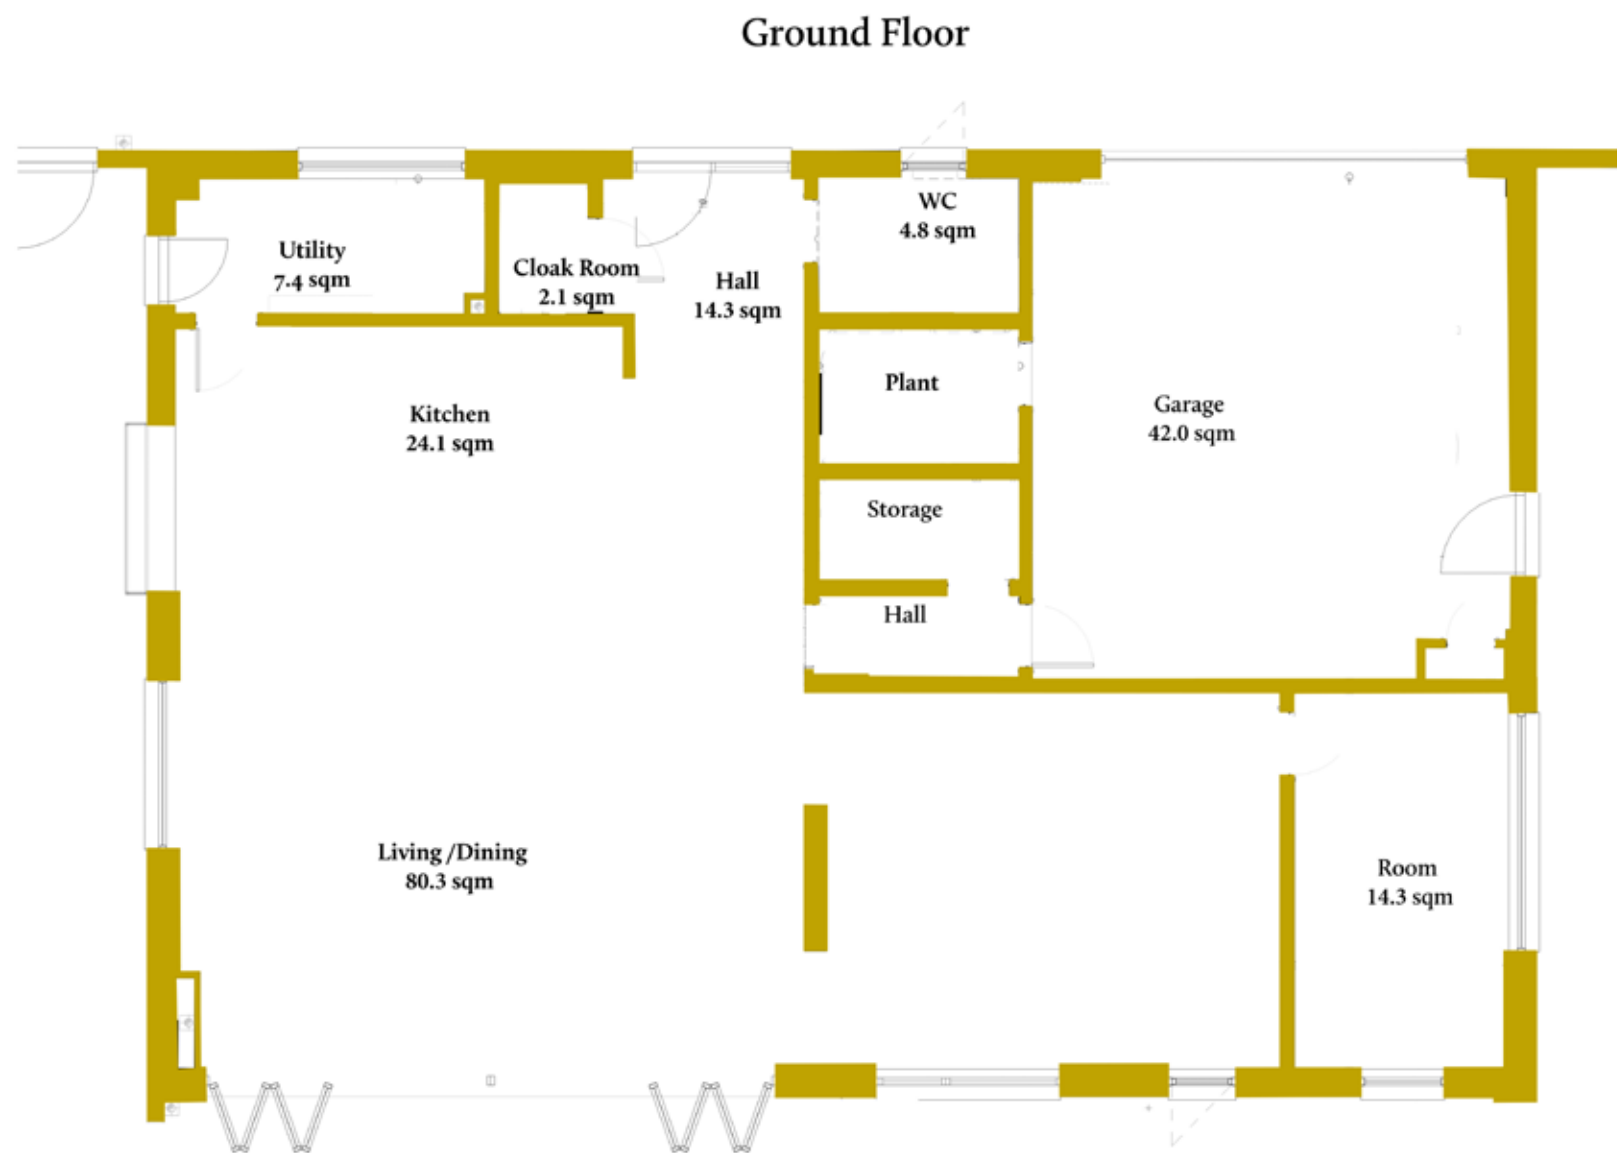 Ground Floor
WC
4.8 sqm
Utility
7.4 sqm
Cloak Room
2.1 sqm
Hall
14.3 sqm
Plant
Kitchen
24.1 sqm
Garage
42.0 sqm
Storage
Hall
Living /Dining
80.3 sqm
Room
14.3 sqm